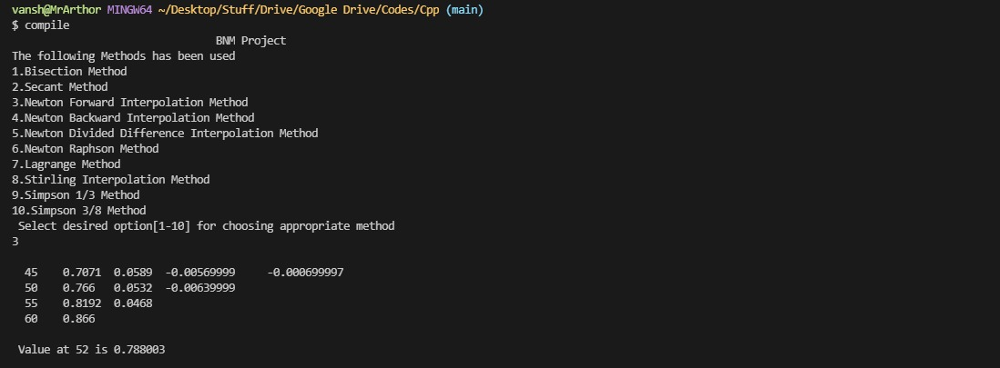 vansh@MrArthor MINGW64 ~/Desktop/Stuff/Drive/Google Drive/Codes/Cpp (main)
$ compile
BNM Project
The following Methods has been used
1.Bisection Method
2.Secant Method
3.Newton Forward Interpolation Method
4.Newton Backward Interpolation Method
5.Newton Divided Difference Interpolation Method
6.Newton Raphson Method
7.Lagrange Method
8.Stirling Interpolation Method
9.Simpson 1/3 Method
10.Simpson 3/8 Method
Select desired option[1-10] for choosing appropriate method
3
45 0.7071 0.0589 -0.00569999 -0.000699997
50 0.766 0.0532 -0.00639999
55 0.8192 0.0468
60 0.866
Value at 52 is 0.788003